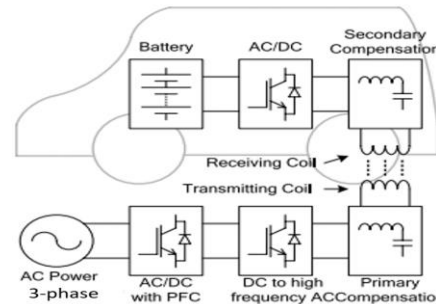 Battery
AC/DC
Secondary
Compensation
Receiving Coil
Transmitting Coil
AC Power
3-phase
AC/DC
with PFC
DC to high
frequency AC
Primary
Compensatio